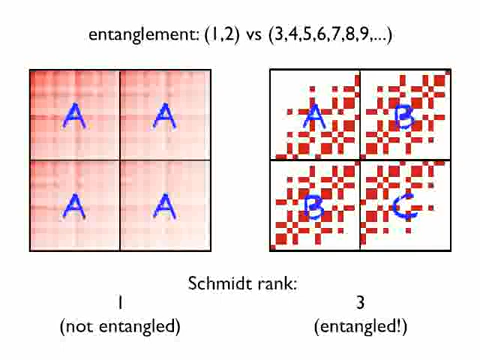 entanglement: (1,2) vs (3,4,5,6,7,8,9,...)
A A A B
A A B C
Schmidt rank:
1 3
(not entangled) (entangled!)